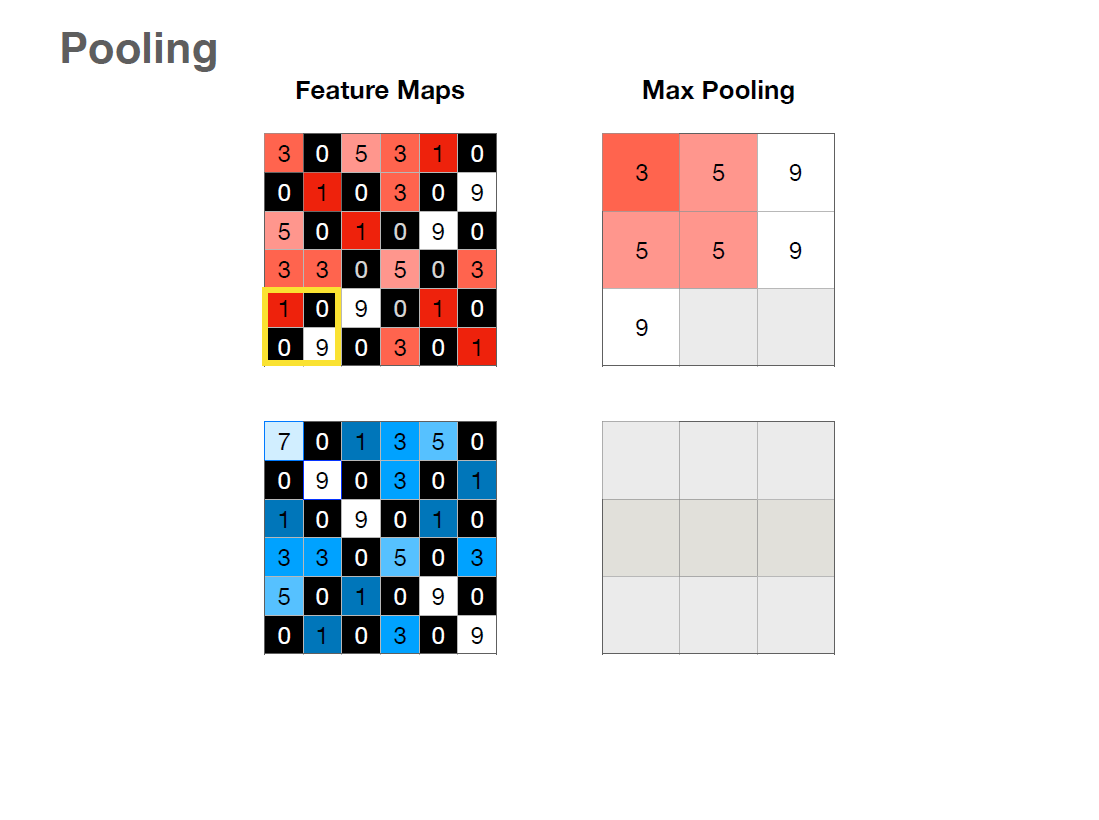 Pooling
Feature Maps
Max Pooling
3 0 5 3 1 0
0 1 0 3 0 9
5 0 1 0 9 0
3 3 0 5 0 3
1 0 9 0 1 0
0 9 0 3 0 1
3 5 9
5 5 9
9
7 0 1 3 5 0
0 9 0 3 0 1
1 0 9 0 1 0
3 3 0 5 0 3
5 0 1 0 9 0
0 1 0 3 0 9